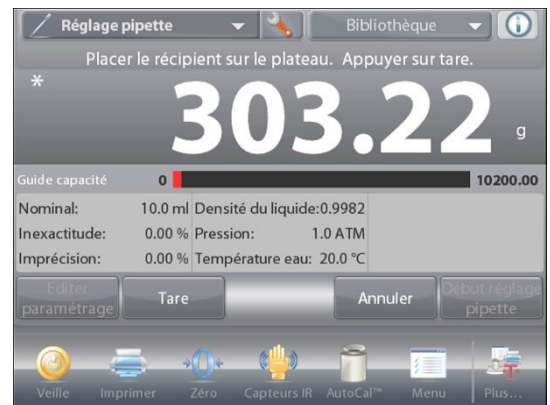 Réglage pipette
Bibliothèque
Placer le récipient sur le plateau. Appuyer sur tare.
*
303.22 g
Guide capacité 0 10200.00
Nominal: 10.0 ml Densité du liquide:0.9982
Inexactitude: 0.00 % Pression: 1.0 ATM
Imprécision: 0.00 % Température eau: 20.0 °C
Editer paramétrage
Tare
Annuler
Début réglage pipette
Veille Imprimer Zéro Capteurs IR AutoCal™ Menu Plus...